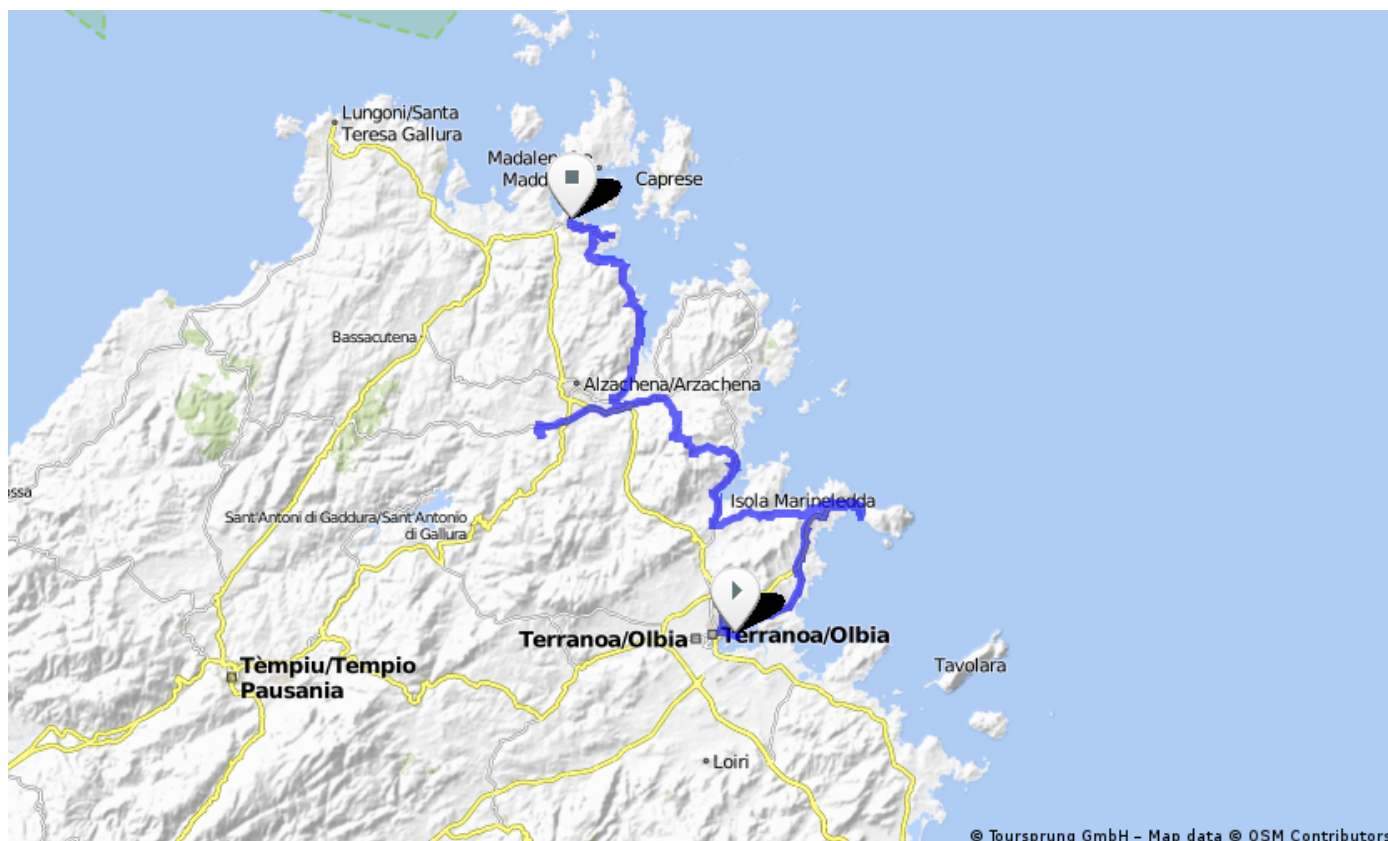 Lungoni/Santa
Teresa Gallura
Caprese
Bassacutena
Alzachena/Arzachena
Isola Marineledda
Sant'Antoni di Gaddura/Sant'Antonio
di Gallura
Terranoa/Olbia
Terranoa/Olbia
Tèmpiu/Tempio
Pausania
Tavolara
Loiri
© Toursprung GmbH – Map data © OSM Contributors